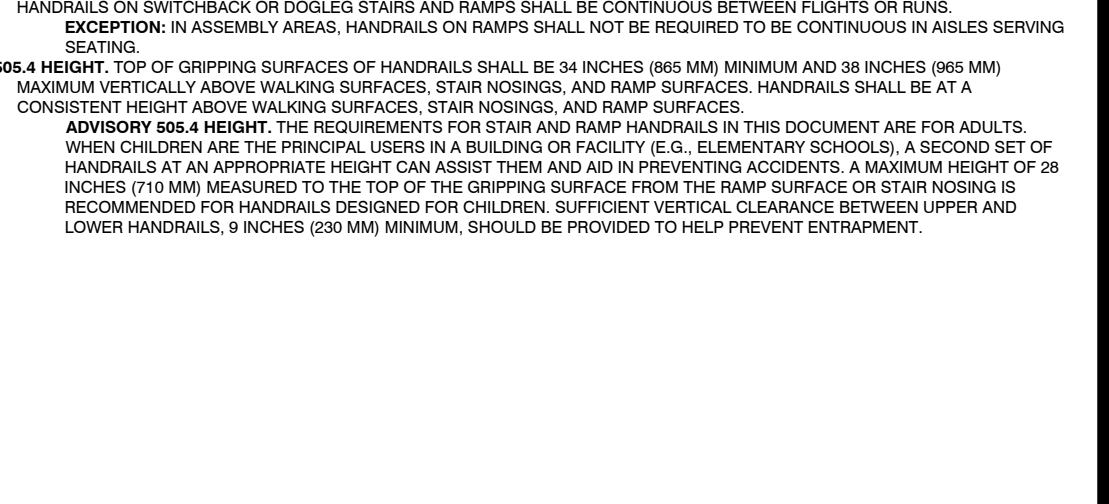 HANDRAILS ON SWITCHBACK OR DOGLEG STAIRS AND RAMPS SHALL BE CONTINUOUS BETWEEN FLIGHTS OR RUNS.
EXCEPTION: IN ASSEMBLY AREAS, HANDRAILS ON RAMPS SHALL NOT BE REQUIRED TO BE CONTINUOUS IN AISLES SERVING
SEATING.
505.4 HEIGHT. TOP OF GRIPPING SURFACES OF HANDRAILS SHALL BE 34 INCHES (865 MM) MINIMUM AND 38 INCHES (965 MM)
MAXIMUM VERTICALLY ABOVE WALKING SURFACES, STAIR NOSINGS, AND RAMP SURFACES. HANDRAILS SHALL BE AT A
CONSISTENT HEIGHT ABOVE WALKING SURFACES, STAIR NOSINGS, AND RAMP SURFACES.
ADVISORY 505.4 HEIGHT. THE REQUIREMENTS FOR STAIR AND RAMP HANDRAILS IN THIS DOCUMENT ARE FOR ADULTS.
WHEN CHILDREN ARE THE PRINCIPAL USERS IN A BUILDING OR FACILITY (E.G., ELEMENTARY SCHOOLS), A SECOND SET OF
HANDRAILS AT AN APPROPRIATE HEIGHT CAN ASSIST THEM AND AID IN PREVENTING ACCIDENTS. A MAXIMUM HEIGHT OF 28
INCHES (710 MM) MEASURED TO THE TOP OF THE GRIPPING SURFACE FROM THE RAMP SURFACE OR STAIR NOSING IS
RECOMMENDED FOR HANDRAILS DESIGNED FOR CHILDREN. SUFFICIENT VERTICAL CLEARANCE BETWEEN UPPER AND
LOWER HANDRAILS, 9 INCHES (230 MM) MINIMUM, SHOULD BE PROVIDED TO HELP PREVENT ENTRAPMENT.